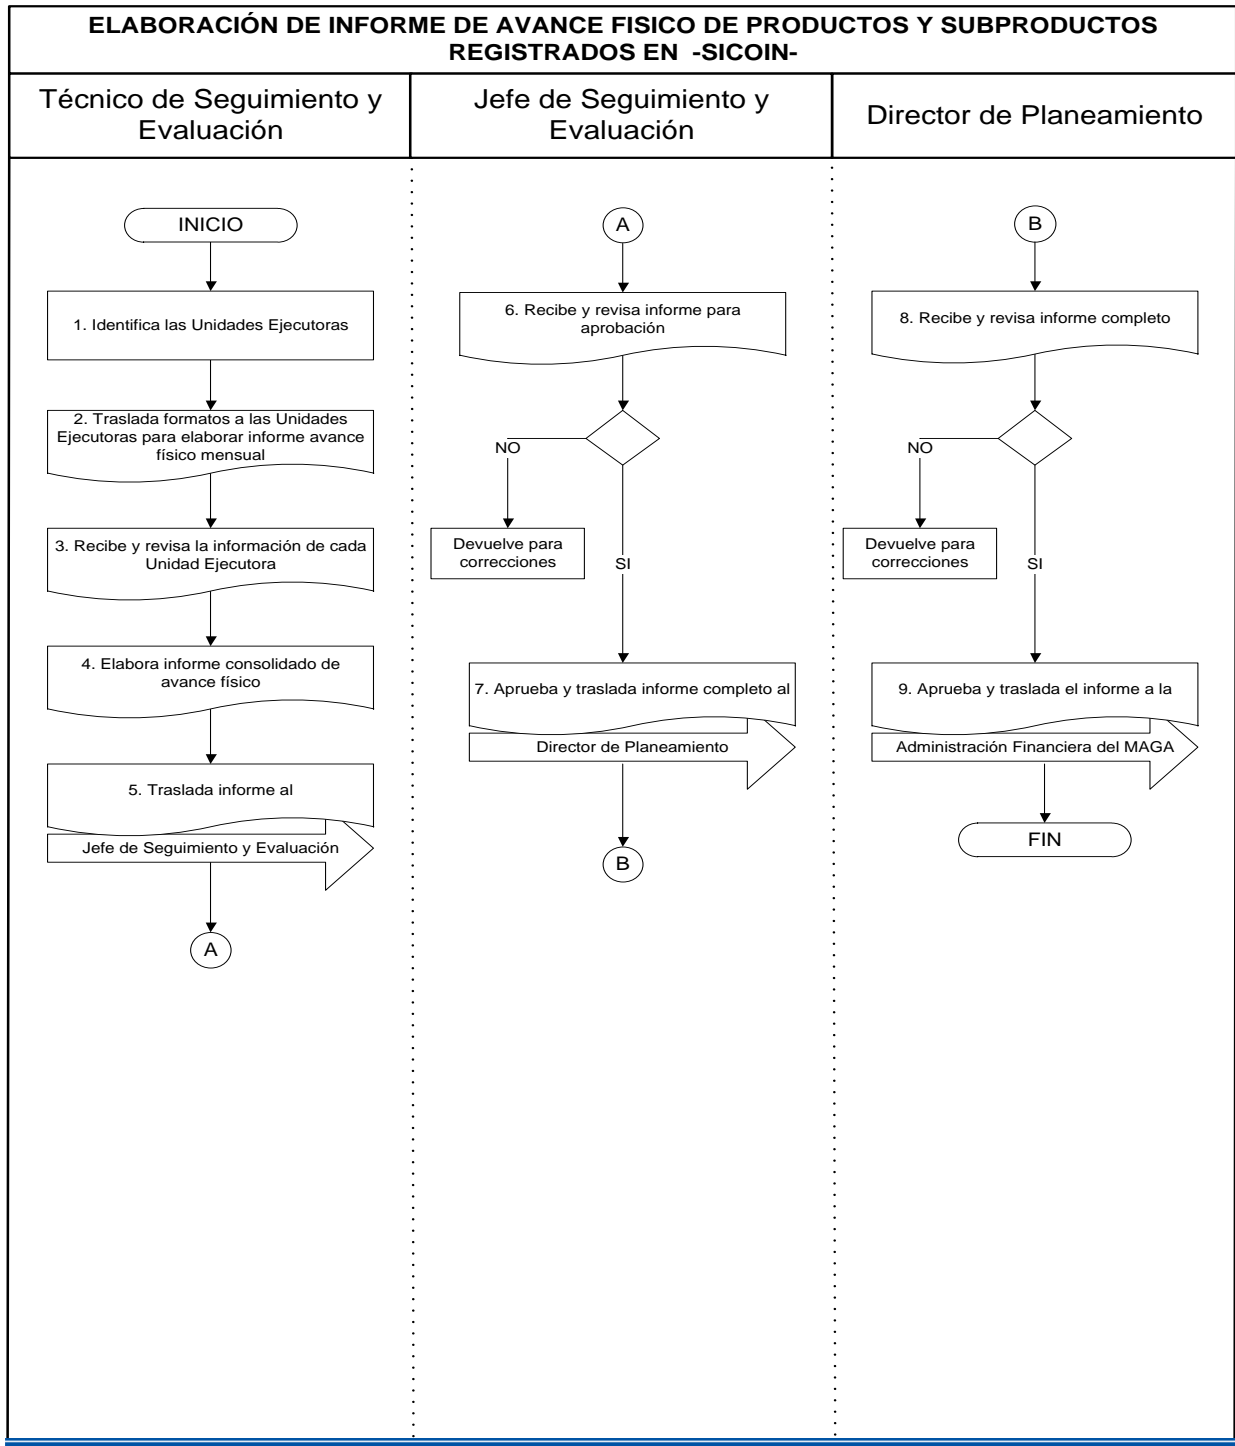 ELABORACIÓN DE INFORME DE AVANCE FISICO DE PRODUCTOS Y SUBPRODUCTOS
REGISTRADOS EN -SICOIN-
Técnico de Seguimiento y
Evaluación
Jefe de Seguimiento y
Evaluación
Director de Planeamiento
INICIO
1. Identifica las Unidades Ejecutoras
2. Traslada formatos a las Unidades
Ejecutoras para elaborar informe avance
físico mensual
3. Recibe y revisa la información de cada
Unidad Ejecutora
4. Elabora informe consolidado de
avance físico
5. Traslada informe al
Jefe de Seguimiento y Evaluación
A
A
6. Recibe y revisa informe para
aprobación
NO
Devuelve para
correcciones
SI
7. Aprueba y traslada informe completo al
Director de Planeamiento
B
B
8. Recibe y revisa informe completo
NO
Devuelve para
correcciones
SI
9. Aprueba y traslada el informe a la
Administración Financiera del MAGA
FIN